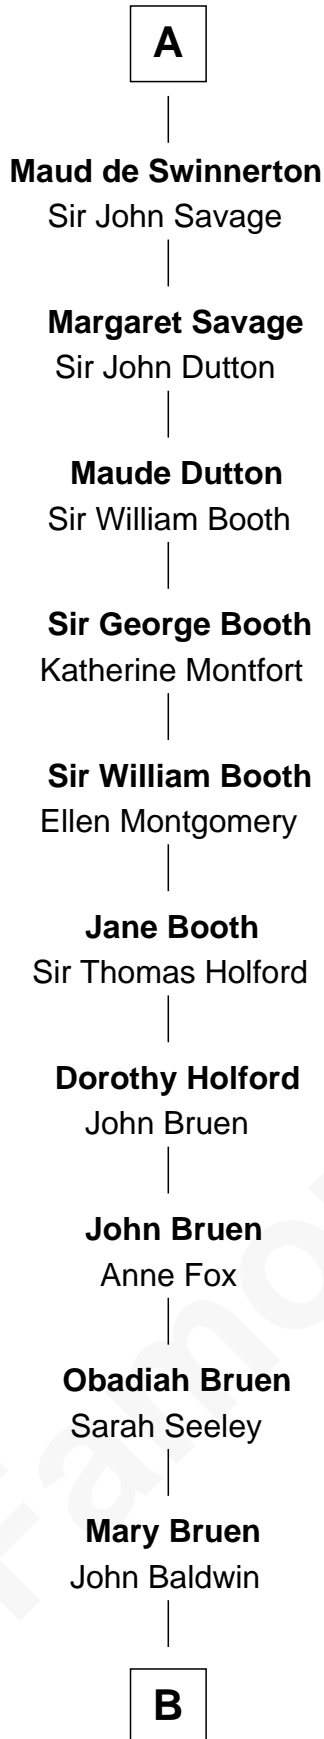 A
Maud de Swinnerton
Sir John Savage
Margaret Savage
Sir John Dutton
Maude Dutton
Sir William Booth
Sir George Booth
Katherine Montfort
Sir William Booth
Ellen Montgomery
Jane Booth
Sir Thomas Holford
Dorothy Holford
John Bruen
John Bruen
Anne Fox
Obadiah Bruen
Sarah Seeley
Mary Bruen
John Baldwin
B